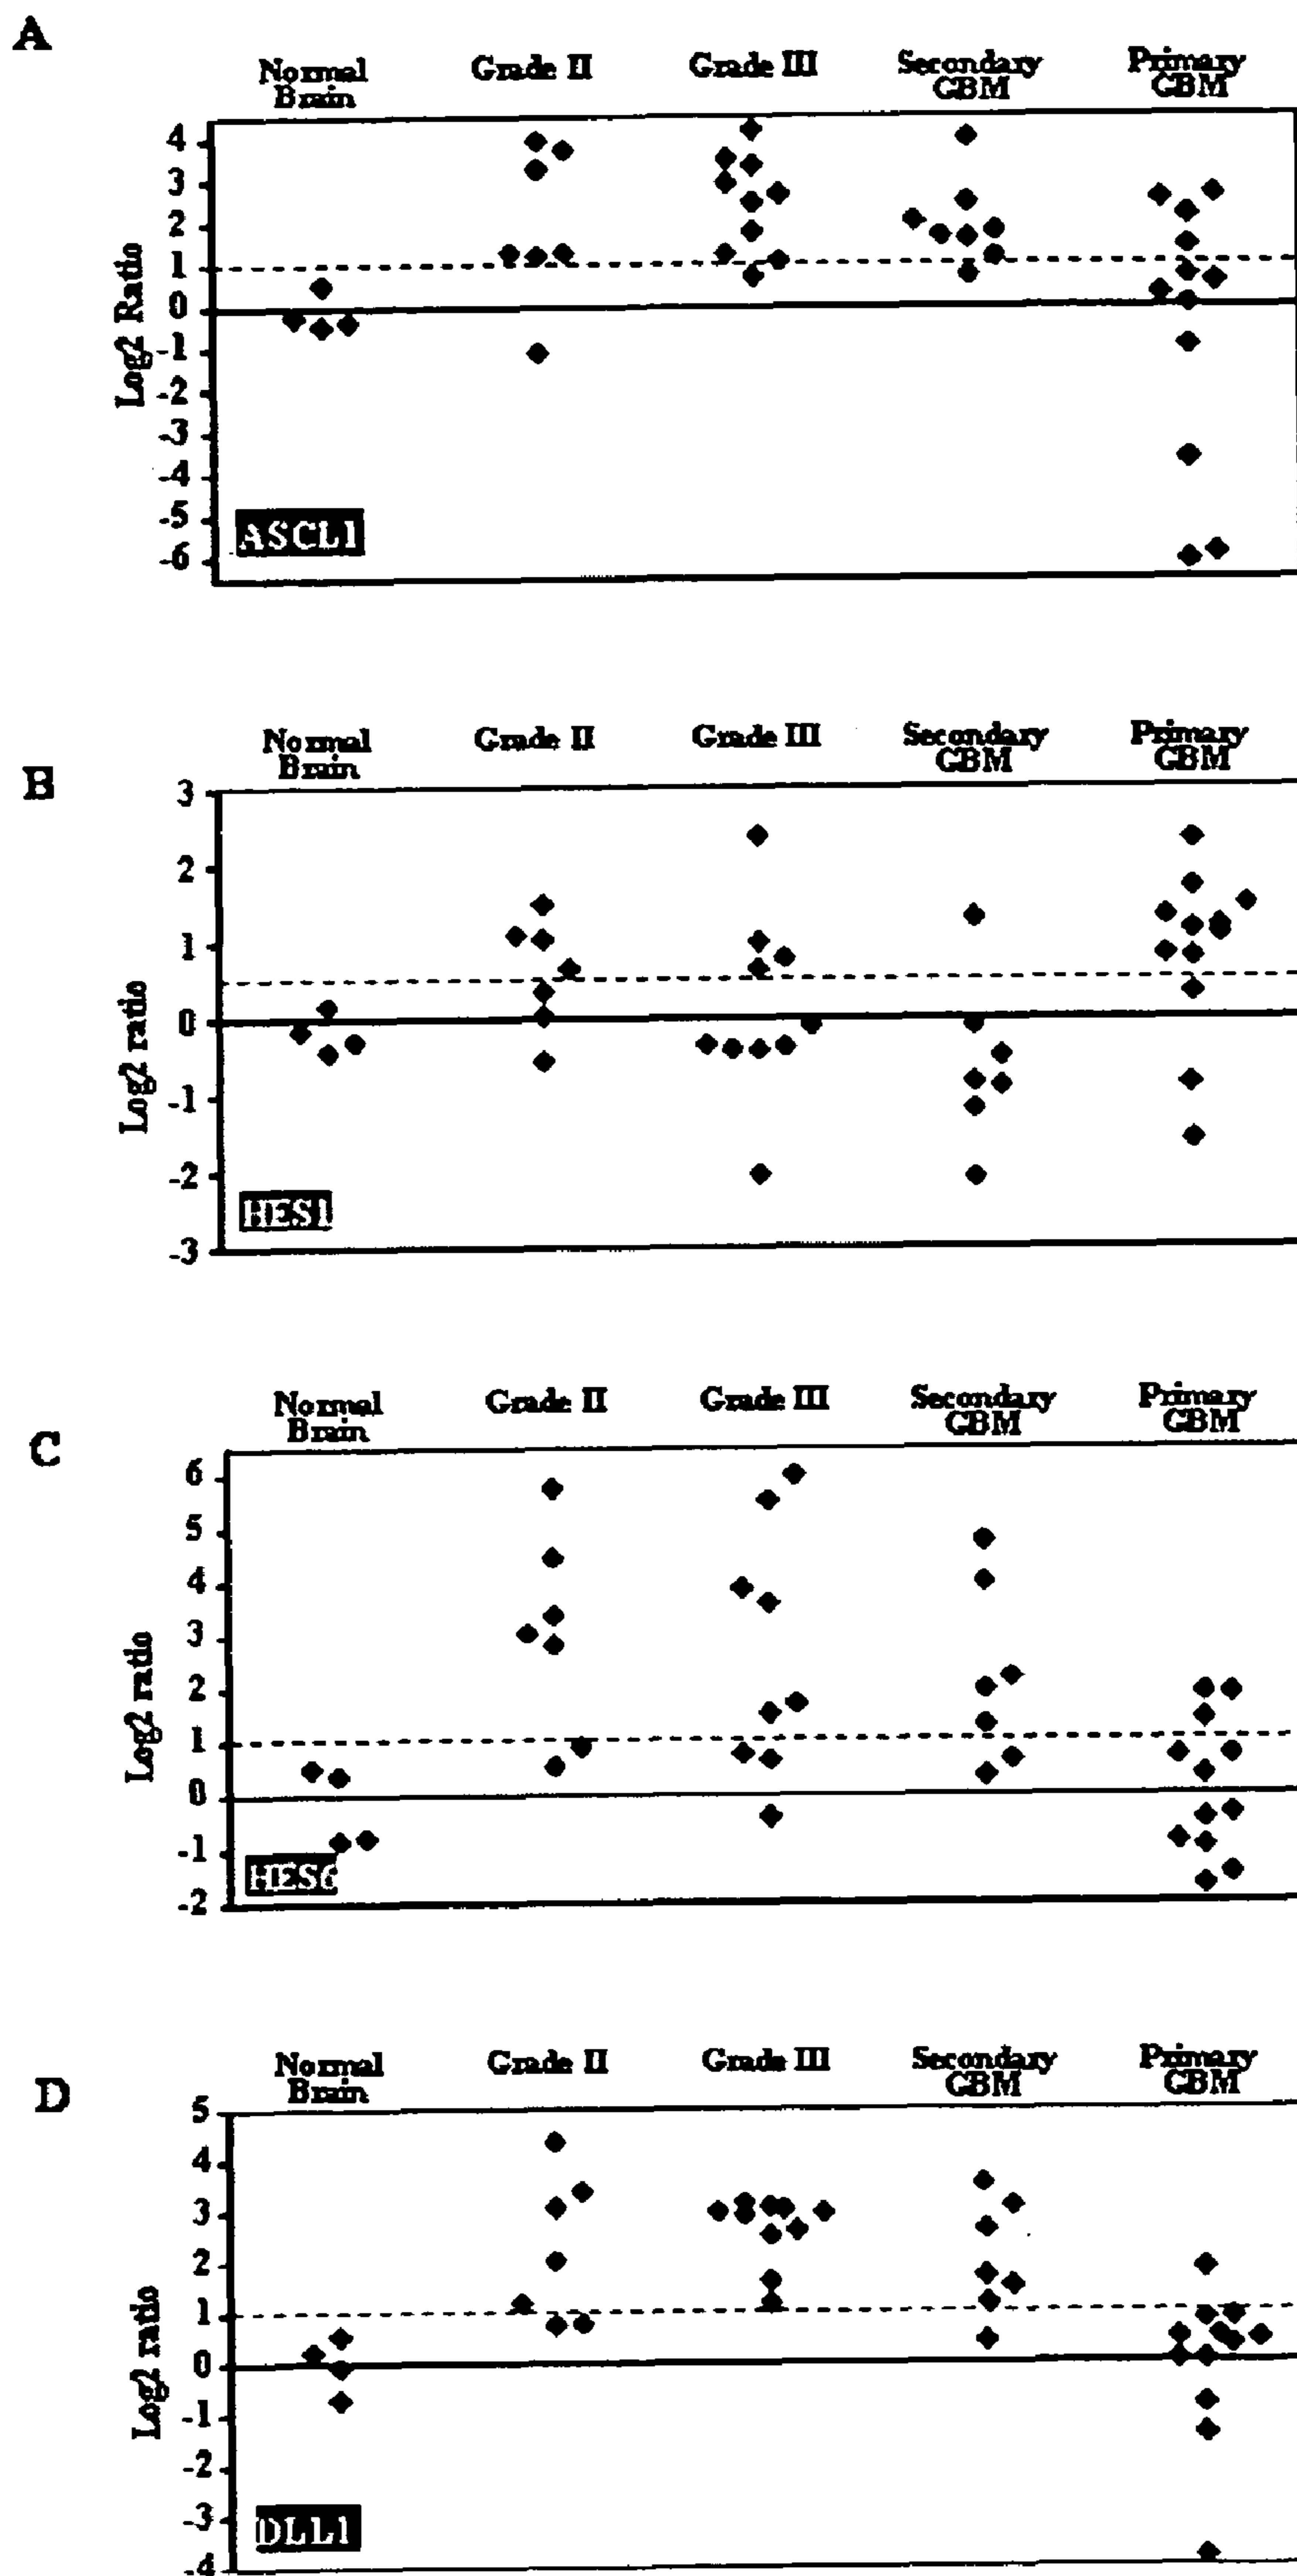 A
Normal Brain
Grade II
Grade III
Secondary GBM
Primary GBM
Log2 Ratio
4
3
2
1
0
-1
-2
-3
-4
-5
-6
ASCL1
B
Normal Brain
Grade II
Grade III
Secondary GBM
Primary GBM
Log2 ratio
3
2
1
0
-1
-2
-3
HES1
C
Normal Brain
Grade II
Grade III
Secondary GBM
Primary GBM
Log2 ratio
6
5
4
3
2
1
0
-1
-2
HES6
D
Normal Brain
Grade II
Grade III
Secondary GBM
Primary GBM
Log2 ratio
5
4
3
2
1
0
-1
-2
-3
-4
DLL1